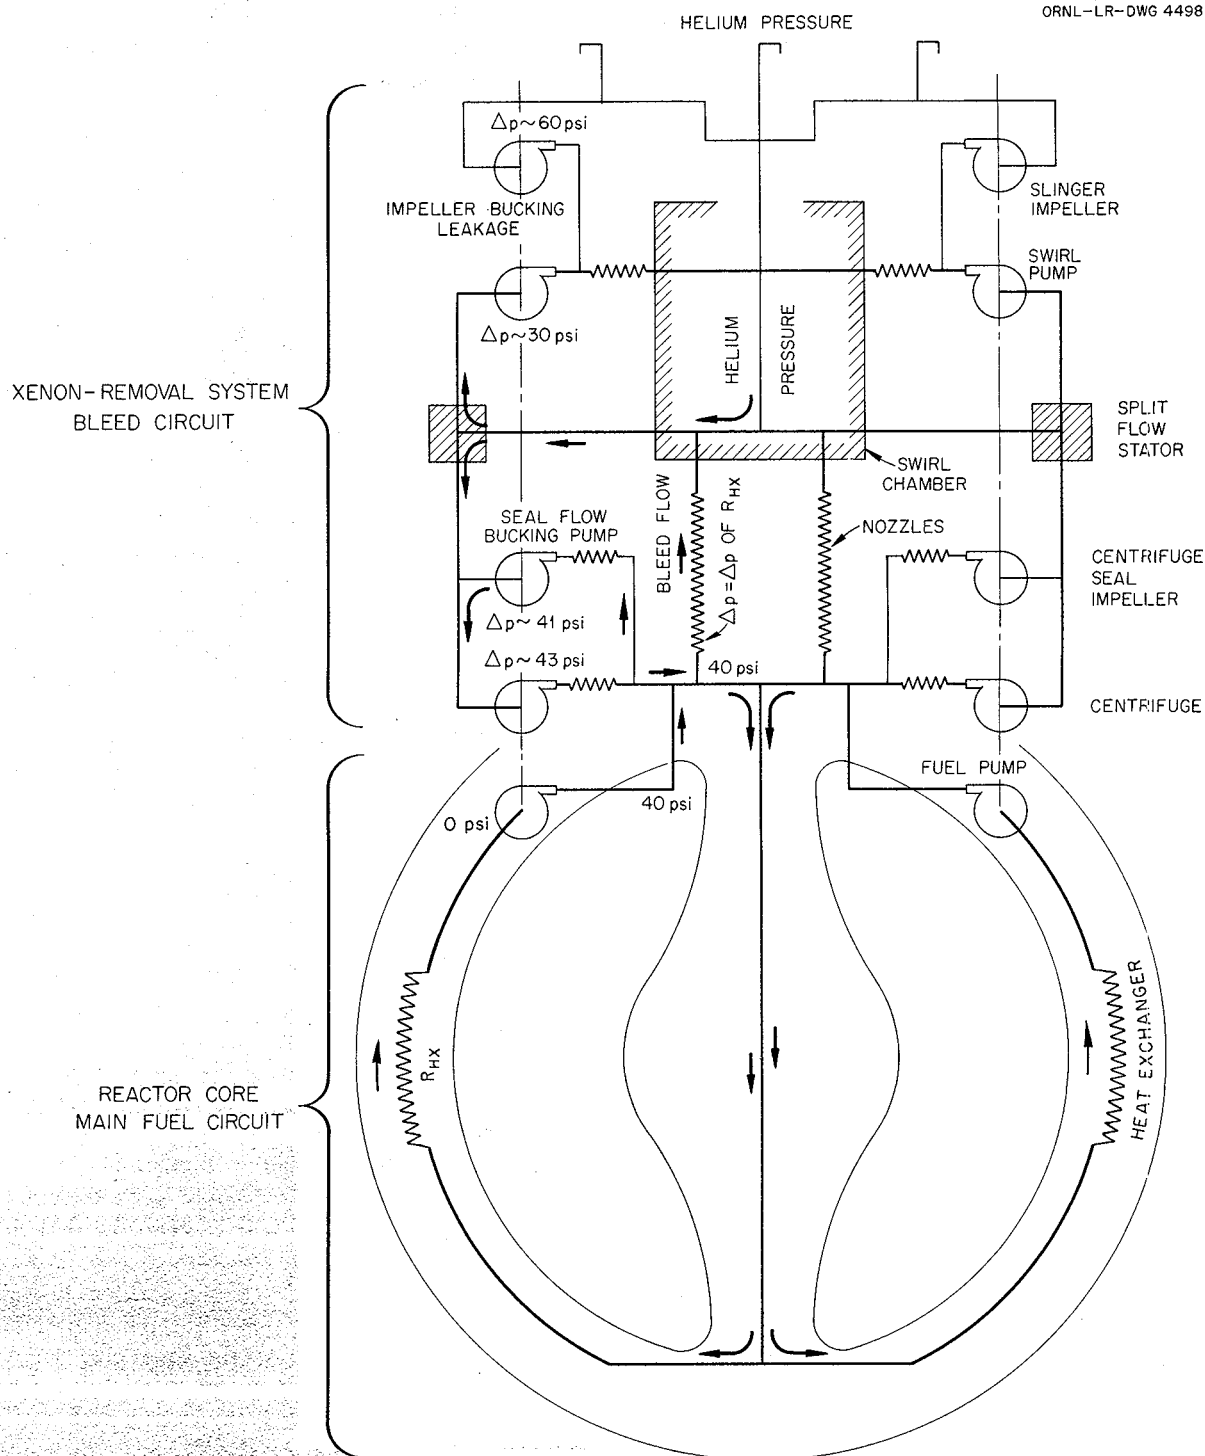 ORNL-LR-DWG 4498
HELIUM PRESSURE
Δp~60 psi
IMPELLER BUCKING
LEAKAGE
SLINGER
IMPELLER
SWIRL
PUMP
Δp~30 psi
HELIUM
PRESSURE
XENON-REMOVAL SYSTEM
BLEED CIRCUIT
SPLIT
FLOW
STATOR
SWIRL
CHAMBER
SEAL FLOW
BUCKING PUMP
BLEED FLOW
Δp = Δp OF RHX
NOZZLES
CENTRIFUGE
SEAL
IMPELLER
Δp~ 41 psi
Δp~ 43 psi
40 psi
CENTRIFUGE
FUEL PUMP
40 psi
0 psi
RHX
HEAT EXCHANGER
REACTOR CORE
MAIN FUEL CIRCUIT